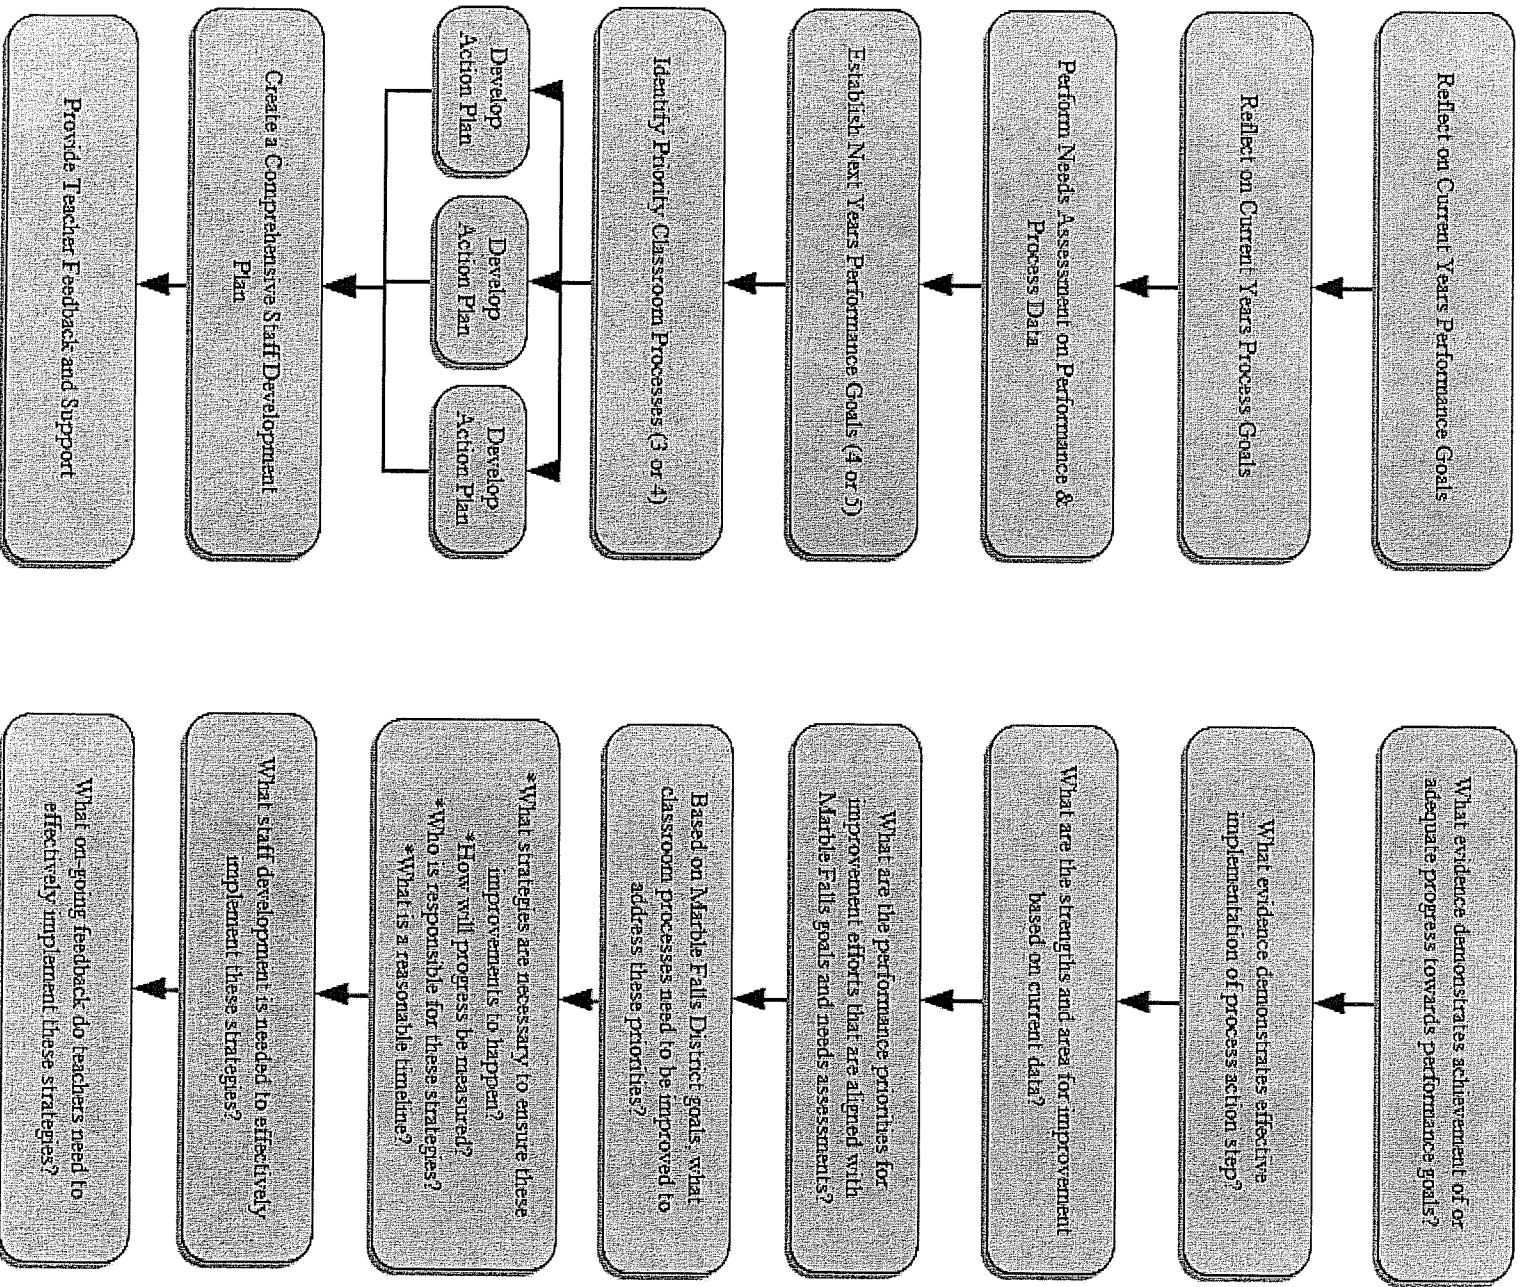 Reflect on Current Years Performance Goals
Reflect on Current Years Process Goals
Perform Needs Assessment on Performance &
Process Data
Establish Next Years Performance Goals (4 or 5))
Identify Priority Classroom Processes (3 or 4)
Develop
Action Plan
Develop
Action Plan
Develop
Action Plan
Create a Comprehensive Staff Development
Plan
Provide Teacher Feedback and Support
What evidence demonstrates achievement of or
adequate progress towards performance goals?
What evidence demonstrates effective
implementation of process action step?
What are the strengths and area for improvement
based on current data?
What are the performance priorities for
improvement efforts that are aligned with
Marble Falls goals and needs assessments?
Based on Marble Falls District goals, what
classroom processes need to be improved to
address these priorities?
*What strategies are necessary to ensure these
improvements to happen?
*How will progress be measured?
*Who is responsible for these strategies?
*What is a reasonable timeline?
What staff development is needed to effectively
implement these strategies?
What on-going feedback do teachers need to
effectively implement these strategies?